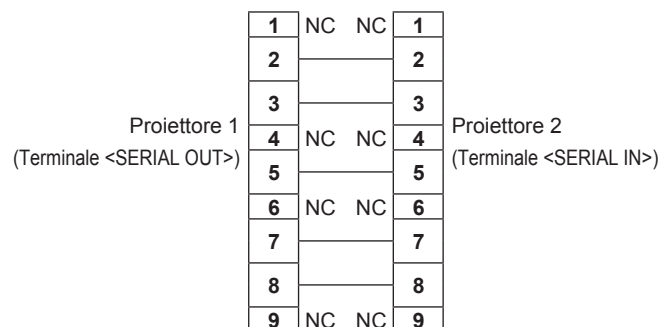 1 NC NC 1
2 2
3 3
Proiettore 1
(Terminale <SERIAL OUT>)
4 NC NC 4
Proiettore 2
(Terminale <SERIAL IN>)
5 5
6 NC NC 6
7 7
8 8
9 NC NC 9